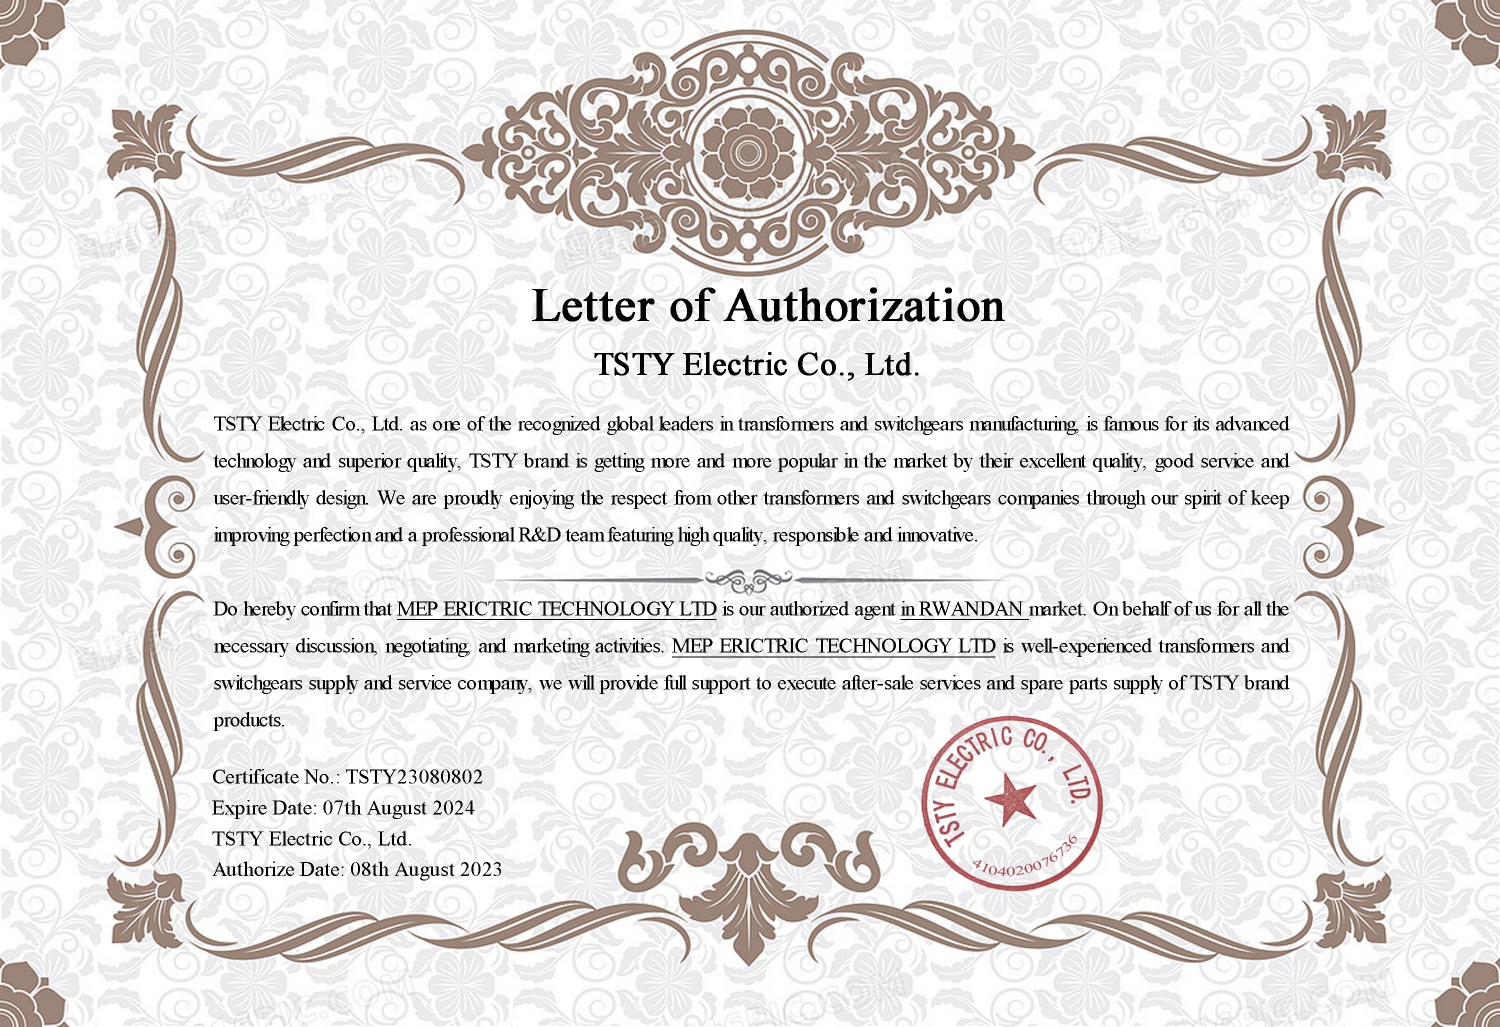 Letter of Authorization
TSTY Electric Co., Ltd.
TSTY Electric Co., Ltd. as one of the recognized global leaders in transformers and switchgears manufacturing, is famous for its advanced
technology and superior quality, TSTY brand is getting more and more popular in the market by their excellent quality, good service and
user-friendly design. We are proudly enjoying the respect from other transformers and switchgears companies through our spirit of keep
improving perfection and a professional R&D team featuring high quality, responsible and innovative.
Do hereby confirm that MEP ERICTRIC TECHNOLOGY LTD is our authorized agent in RWANDAN market. On behalf of us for all the
necessary discussion, negotiating, and marketing activities. MEP ERICTRIC TECHNOLOGY LTD is well-experienced transformers and
switchgears supply and service company, we will provide full support to execute after-sale services and spare parts supply of TSTY brand
products.
Certificate No.: TSTY23080802
Expire Date: 07th August 2024
TSTY Electric Co., Ltd.
Authorize Date: 08th August 2023
TSTY ELECTRIC CO., LTD.
4104020076736